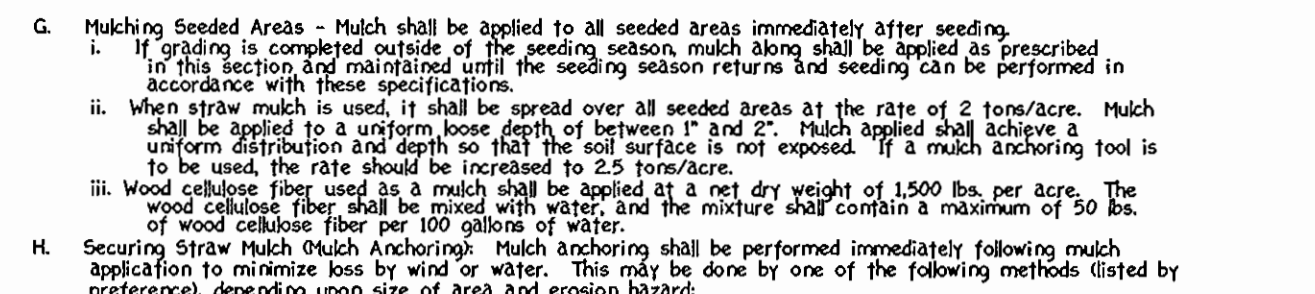 G. Mulching Seeded Areas - Mulch shall be applied to all seeded areas immediately after seeding.
i. If grading is completed outside of the seeding season, mulch along shall be applied as prescribed
in this section and maintained until the seeding season returns and seeding can be performed in
accordance with these specifications.
ii. When straw mulch is used, it shall be spread over all seeded areas at the rate of 2 tons/acre. Mulch
shall be applied to a uniform loose depth of between 1" and 2". Mulch applied shall achieve a
uniform distribution and depth so that the soil surface is not exposed. If a mulch anchoring tool is
to be used, the rate should be increased to 2.5 tons/acre.
iii. Wood cellulose fiber used as a mulch shall be applied at a net dry weight of 1,500 lbs. per acre. The
wood cellulose fiber shall be mixed with water, and the mixture shall contain a maximum of 50 lbs.
of wood cellulose fiber per 100 gallons of water.
H. Securing Straw Mulch (Mulch Anchoring): Mulch anchoring shall be performed immediately following mulch
application to minimize loss by wind or water. This may be done by one of the following methods (listed by
preference), depending upon size of area and erosion hazard: